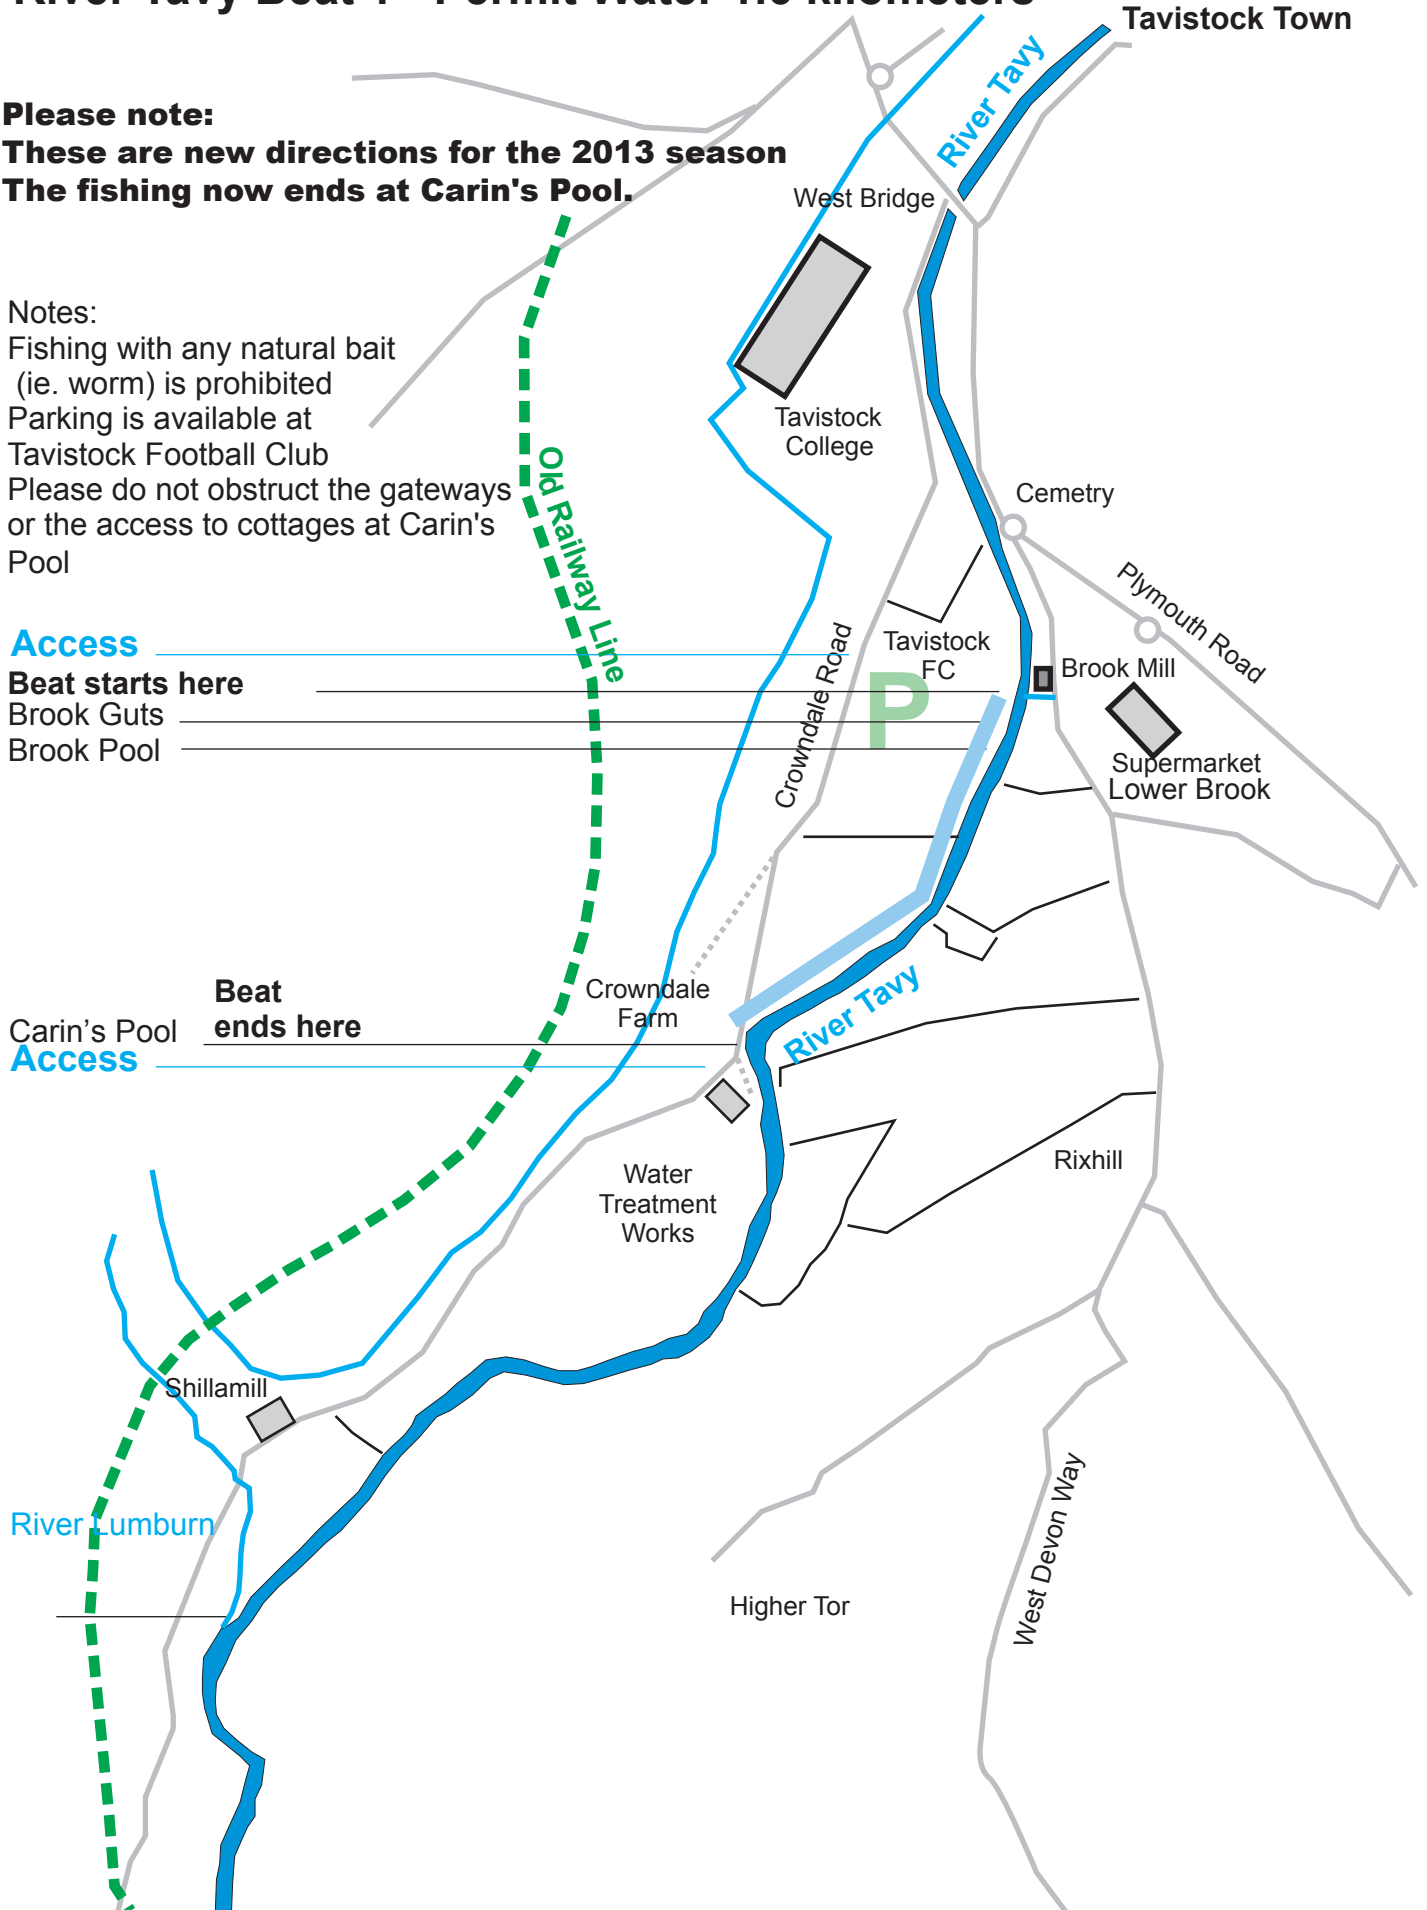 Tavistock Town
River Tavy
Please note:
These are new directions for the 2013 season
The fishing now ends at Carin's Pool.
West Bridge
Notes:
Fishing with any natural bait
(ie. worm) is prohibited
Parking is available at
Tavistock Football Club
Please do not obstruct the gateways
or the access to cottages at Carin's
Pool
Tavistock
College
Old Railway Line
Cemetry
Plymouth Road
Access
Beat starts here
Brook Guts
Brook Pool
Crowndale Road
Tavistock
FC
P
Brook Mill
Supermarket
Lower Brook
Crowndale
Farm
Beat
ends here
Carin’s Pool
Access
River Tavy
Water
Treatment
Works
Rixhill
Shillamill
River Lumburn
Higher Tor
West Devon Way